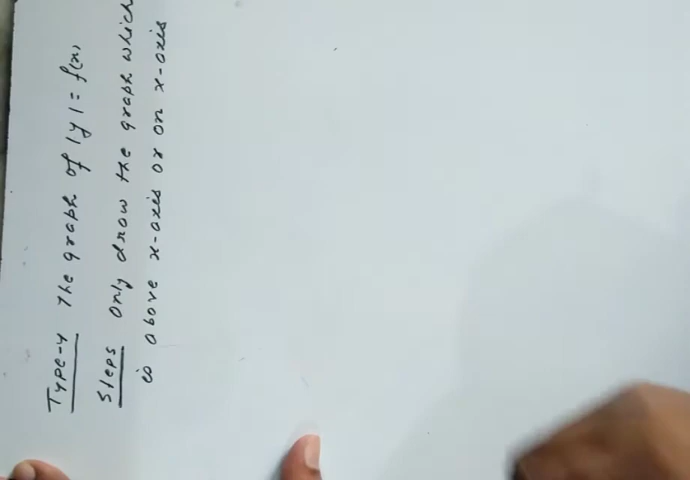 Type-4 The graph of |y| = f(x)
Steps only draw the graph which
is above x-axis or on x-axis